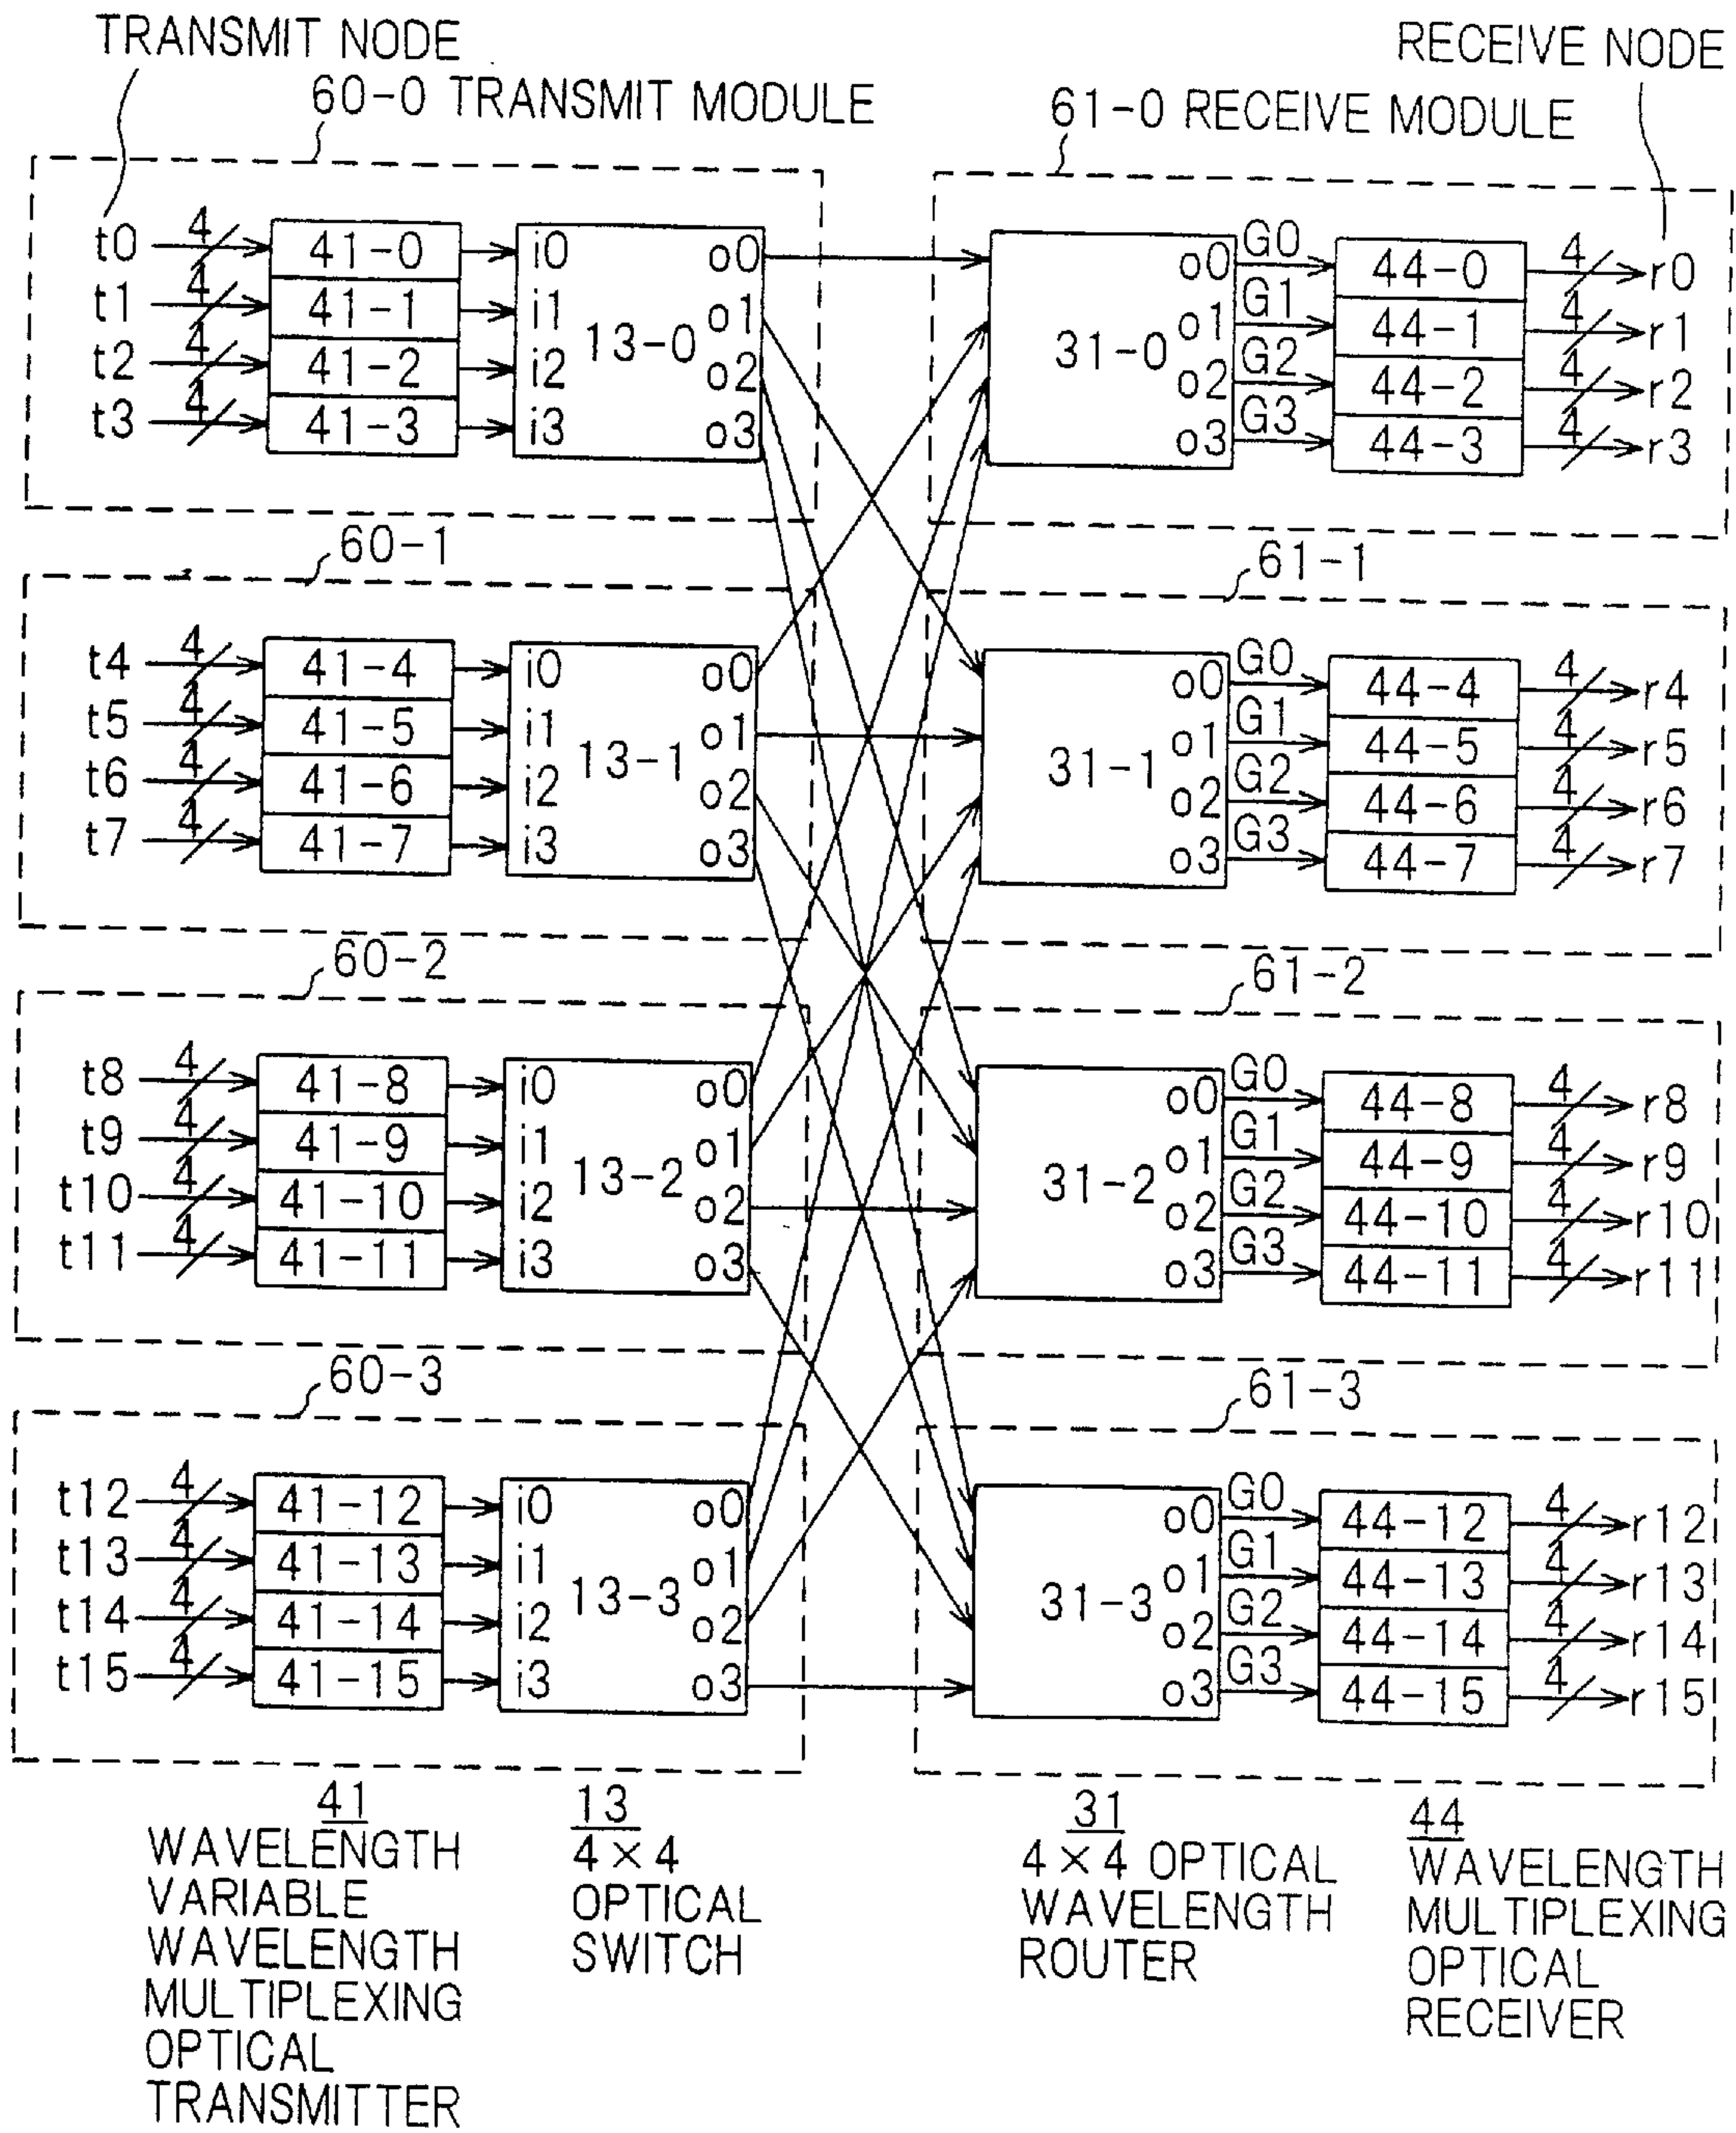 TRANSMIT NODE
RECEIVE NODE
60-0 TRANSMIT MODULE
61-0 RECEIVE MODULE
t0 4 41-0 i0 o0 o0 G0 44-0 4 r0
t1 4 41-1 i1 13-0 o1 31-0 o1 G1 44-1 4 r1
t2 4 41-2 i2 o2 o2 G2 44-2 4 r2
t3 4 41-3 i3 o3 o3 G3 44-3 4 r3
60-1
61-1
t4 4 41-4 i0 o0 o0 G0 44-4 4 r4
t5 4 41-5 i1 13-1 o1 31-1 o1 G1 44-5 4 r5
t6 4 41-6 i2 o2 o2 G2 44-6 4 r6
t7 4 41-7 i3 o3 o3 G3 44-7 4 r7
60-2
61-2
t8 4 41-8 i0 o0 o0 G0 44-8 4 r8
t9 4 41-9 i1 13-2 o1 31-2 o1 G1 44-9 4 r9
t10 4 41-10 i2 o2 o2 G2 44-10 4 r10
t11 4 41-11 i3 o3 o3 G3 44-11 4 r11
60-3
61-3
t12 4 41-12 i0 o0 o0 G0 44-12 4 r12
t13 4 41-13 i1 13-3 o1 31-3 o1 G1 44-13 4 r13
t14 4 41-14 i2 o2 o2 G2 44-14 4 r14
t15 4 41-15 i3 o3 o3 G3 44-15 4 r15
41
WAVELENGTH
VARIABLE
WAVELENGTH
MULTIPLEXING
OPTICAL
TRANSMITTER
13
4 × 4
OPTICAL
SWITCH
31
4 × 4 OPTICAL
WAVELENGTH
ROUTER
44
WAVELENGTH
MULTIPLEXING
OPTICAL
RECEIVER